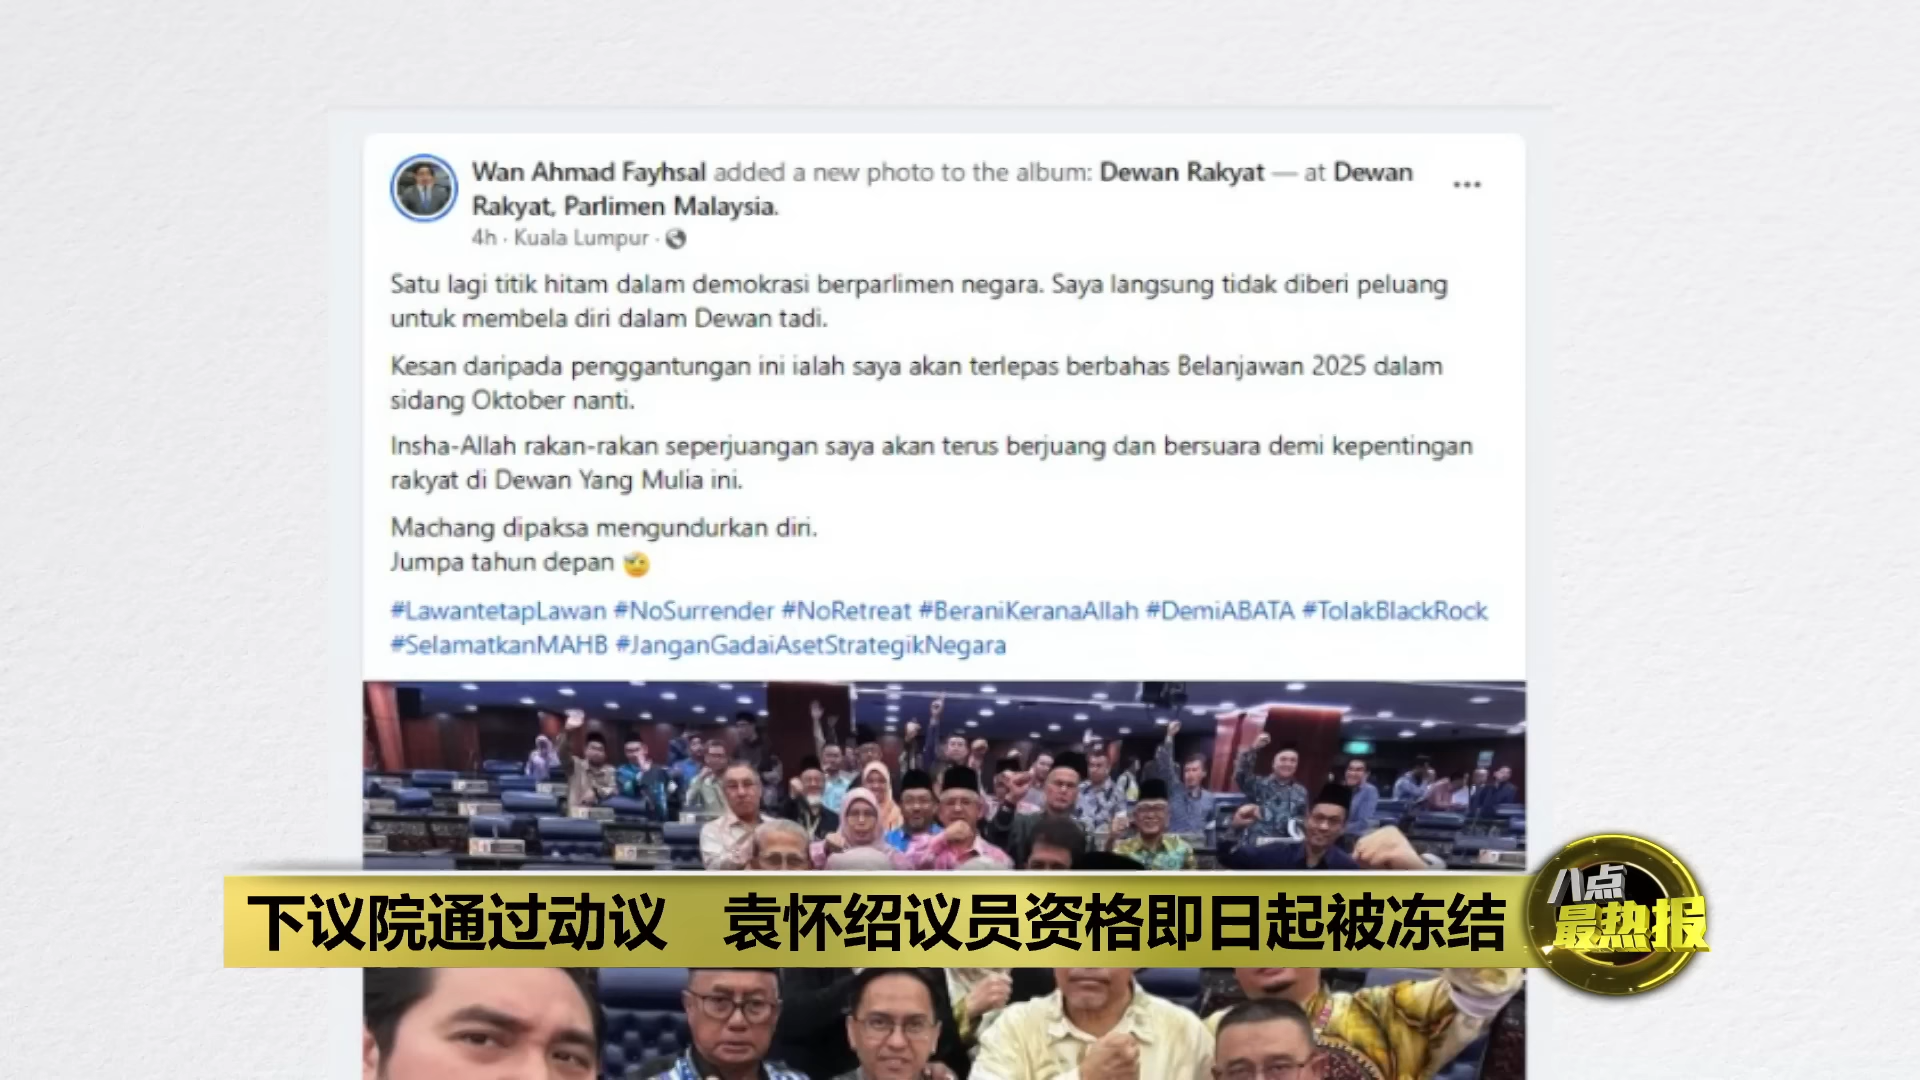 Wan Ahmad Fayhsal added a new photo to the album: Dewan Rakyat — at Dewan
Rakyat, Parlimen Malaysia.
4h · Kuala Lumpur ·
Satu lagi titik hitam dalam demokrasi berparlimen negara. Saya langsung tidak diberi peluang
untuk membela diri dalam Dewan tadi.
Kesan daripada penggantungan ini ialah saya akan terlepas berbahas Belanjawan 2025 dalam
sidang Oktober nanti.
Insha-Allah rakan-rakan seperjuangan saya akan terus berjuang dan bersuara demi kepentingan
rakyat di Dewan Yang Mulia ini.
Machang dipaksa mengundurkan diri.
Jumpa tahun depan 🤕
#LawantetapLawan #NoSurrender #NoRetreat #BeraniKeranaAllah #DemiABATA #TolakBlackRock
#SelamatkanMAHB #JanganGadaiAsetStrategikNegara
下议院通过动议 袁怀绍议员资格即日起被冻结
八点
最热报